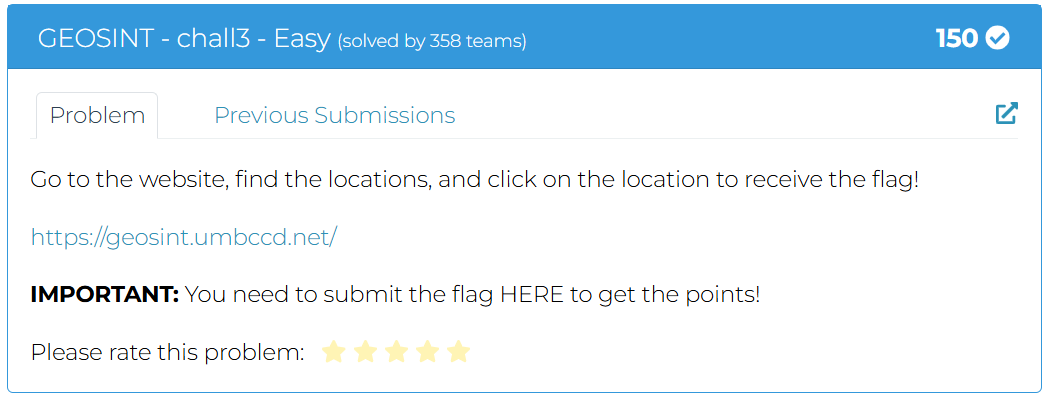 GEOSINT - chall3 - Easy (solved by 358 teams) 150
Problem Previous Submissions
Go to the website, find the locations, and click on the location to receive the flag!
https://geosint.umbccd.net/
IMPORTANT: You need to submit the flag HERE to get the points!
Please rate this problem: